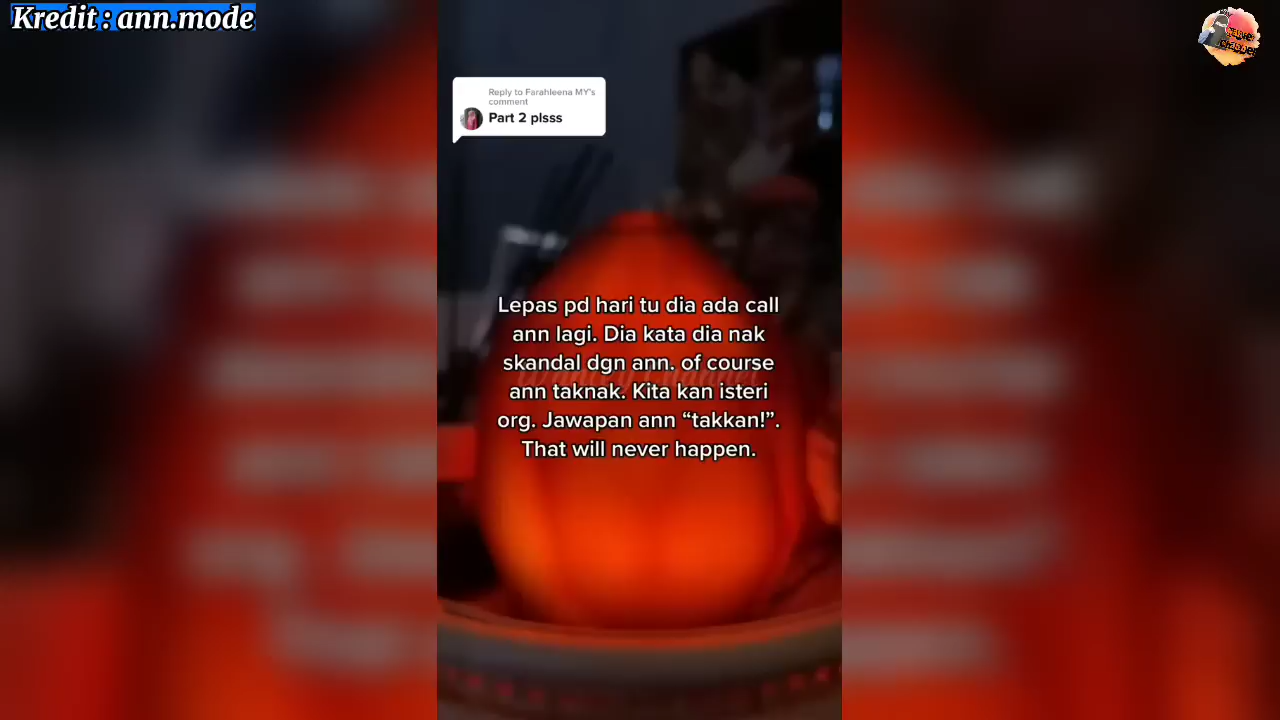 Kredit : ann.mode
Reply to Farahleena MY's
comment
Part 2 plsss
Lepas pd hari tu dia ada call
ann lagi. Dia kata dia nak
skandal dgn ann. of course
ann taknak. Kita kan isteri
org. Jawapan ann “takkan!”.
That will never happen.